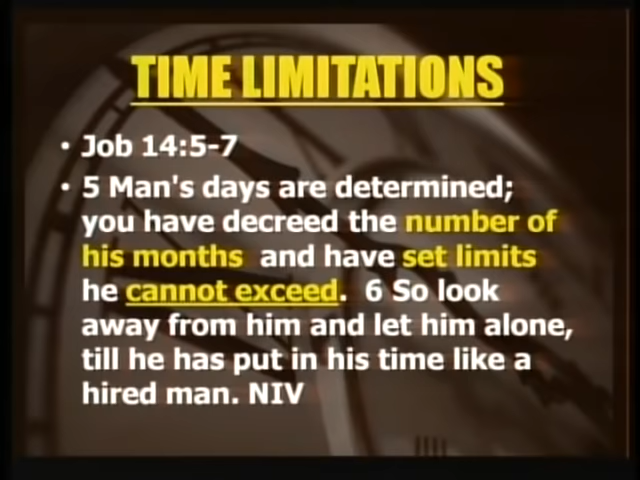 TIME LIMITATIONS
• Job 14:5-7
• 5 Man's days are determined;
you have decreed the number of
his months and have set limits
he cannot exceed. 6 So look
away from him and let him alone,
till he has put in his time like a
hired man. NIV